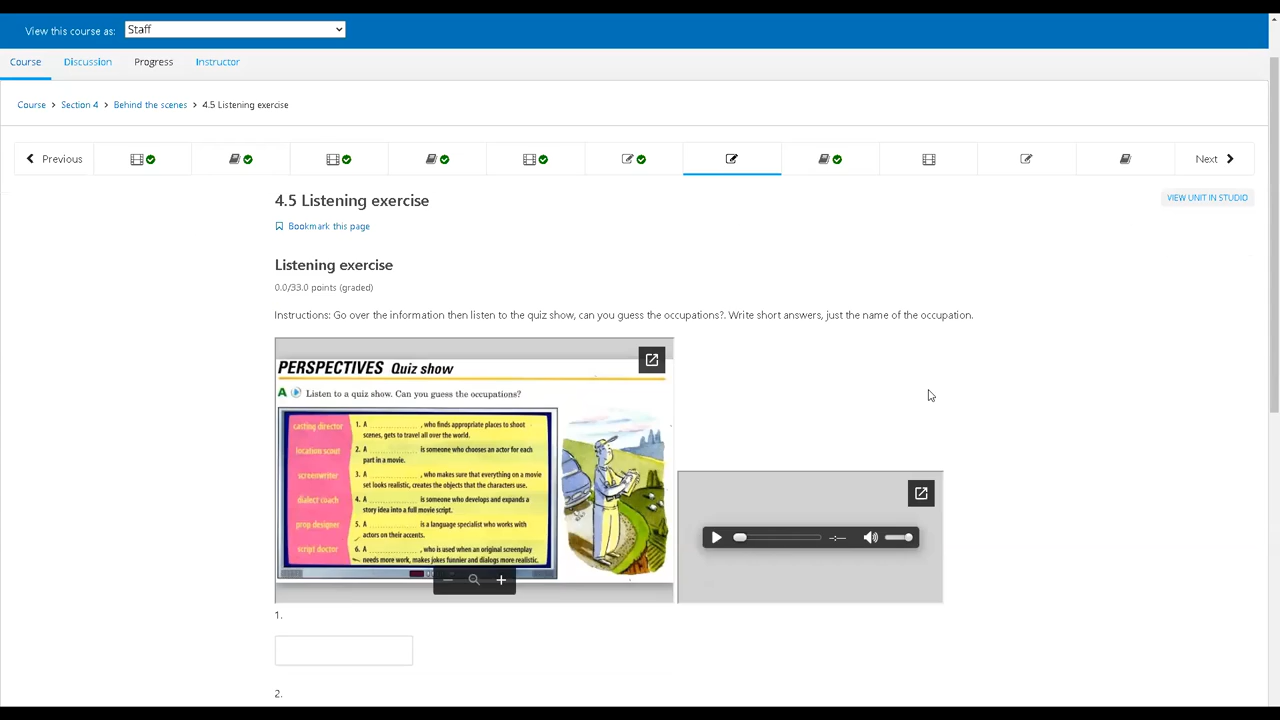 View this course as: Staff
Course Discussion Progress Instructor
Course > Section 4 > Behind the scenes > 4.5 Listening exercise
Previous Next
4.5 Listening exercise
VIEW UNIT IN STUDIO
Bookmark this page
Listening exercise
0.0/33.0 points (graded)
Instructions: Go over the information then listen to the quiz show, can you guess the occupations?. Write short answers, just the name of the occupation.
PERSPECTIVES Quiz show
A Listen to a quiz show. Can you guess the occupations?
casting director
location scout
screenwriter
dialect coach
prop designer
script doctor
1. A .............. , who finds appropriate places to shoot
scenes, gets to travel all over the world.
2. A .............. is someone who chooses an actor for each
part in a movie.
3. A .............. , who makes sure that everything on a movie
set looks realistic, creates the objects that the characters use.
4. A .............. is someone who develops and expands a
story idea into a full movie script.
5. A .............. is a language specialist who works with
actors on their accents.
6. A .............. , who is used when an original screenplay
needs more work, makes jokes funnier and dialogs more realistic.
-:--
1.
2.